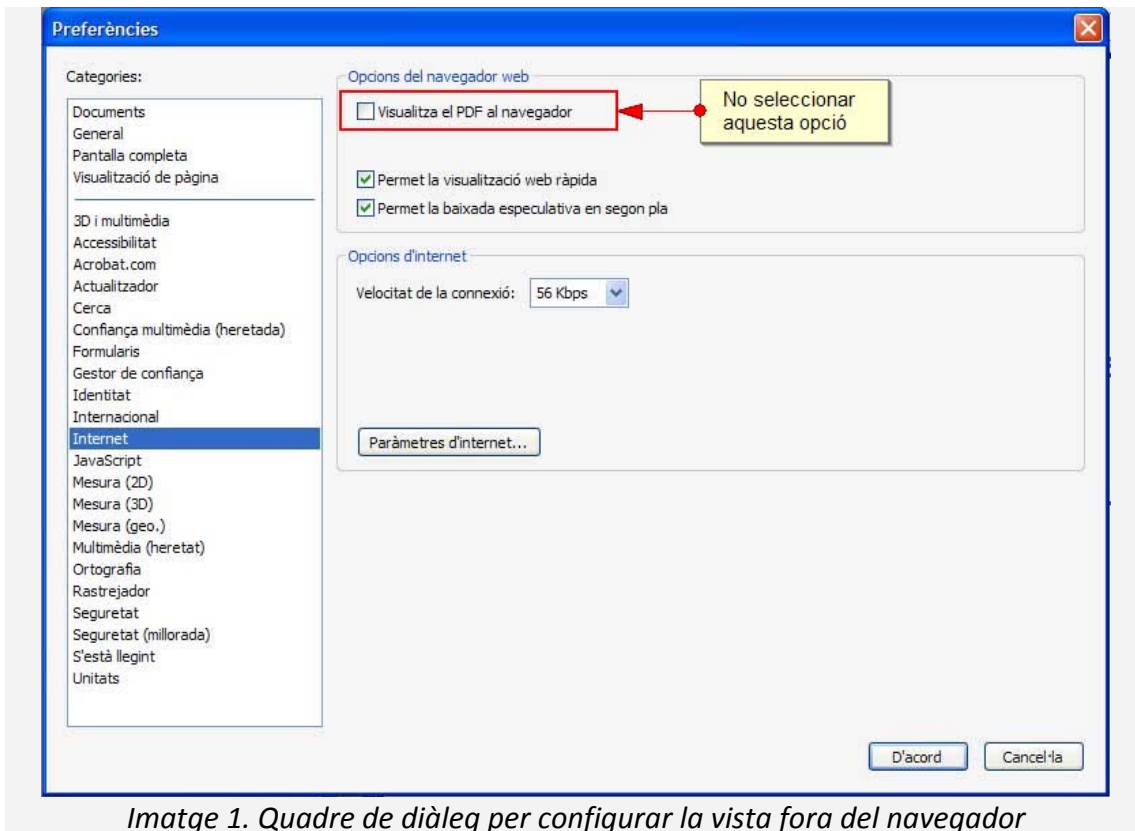 Preferències
Categories:
Documents
General
Pantalla completa
Visualització de pàgina
3D i multimèdia
Accessibilitat
Acrobat.com
Actualitzador
Cerca
Confiança multimèdia (heretada)
Formularis
Gestor de confiança
Identitat
Internacional
Internet
JavaScript
Mesura (2D)
Mesura (3D)
Mesura (geo.)
Multimèdia (heretat)
Ortografia
Rastrejador
Seguretat
Seguretat (millorada)
S'està llegint
Unitats
Opcions del navegador web
Visualitza el PDF al navegador
No seleccionar
aquesta opció
Permet la visualització web ràpida
Permet la baixada especulativa en segon pla
Opcions d'internet
Velocitat de la connexió: 56 Kbps
Paràmetres d'internet...
D'acord Cancel·la
Imatge 1. Quadre de diàleg per configurar la vista fora del navegador